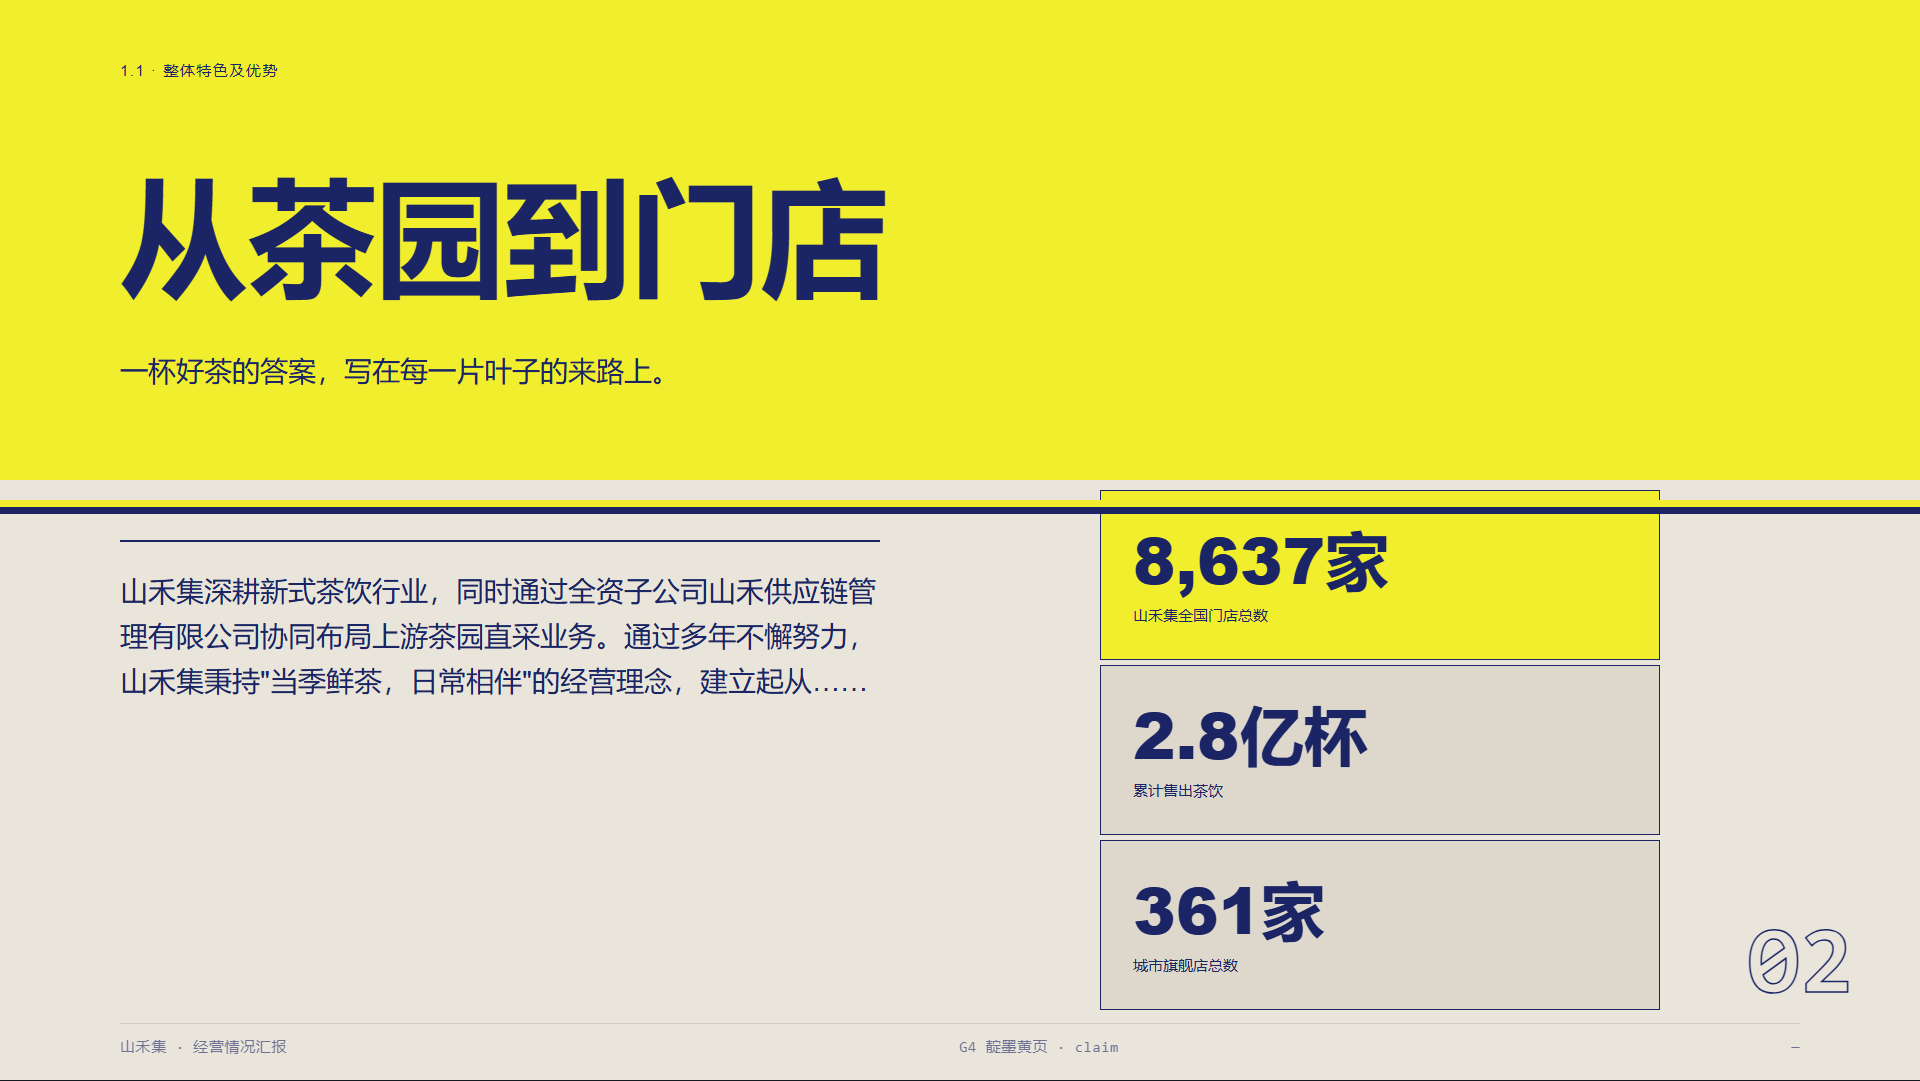 1.1 · 整体特色及优势
从茶园到门店
一杯好茶的答案，写在每一片叶子的来路上。
山禾集深耕新式茶饮行业，同时通过全资子公司山禾供应链管
理有限公司协同布局上游茶园直采业务。通过多年不懈努力，
山禾集秉持"当季鲜茶，日常相伴"的经营理念，建立起从……
8,637家
山禾集全国门店总数
2.8亿杯
累计售出茶饮
361家
城市旗舰店总数
02
山禾集 · 经营情况汇报
G4 靛墨黄页 · claim
—